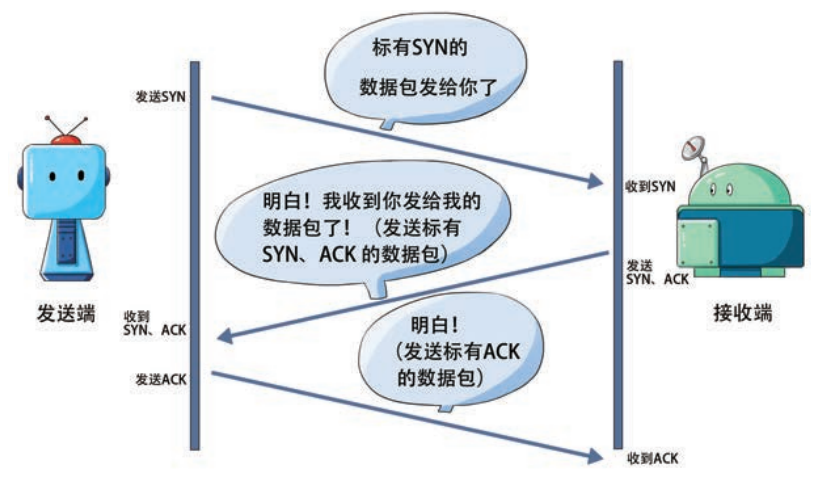 标有SYN的
数据包发给你了
发送SYN
收到SYN
明白！我收到你发给我的
数据包了！（发送标有
SYN、ACK 的数据包）
发送
SYN、ACK
发送端
接收端
收到
SYN、ACK
明白！
（发送标有ACK
的数据包）
发送ACK
收到ACK